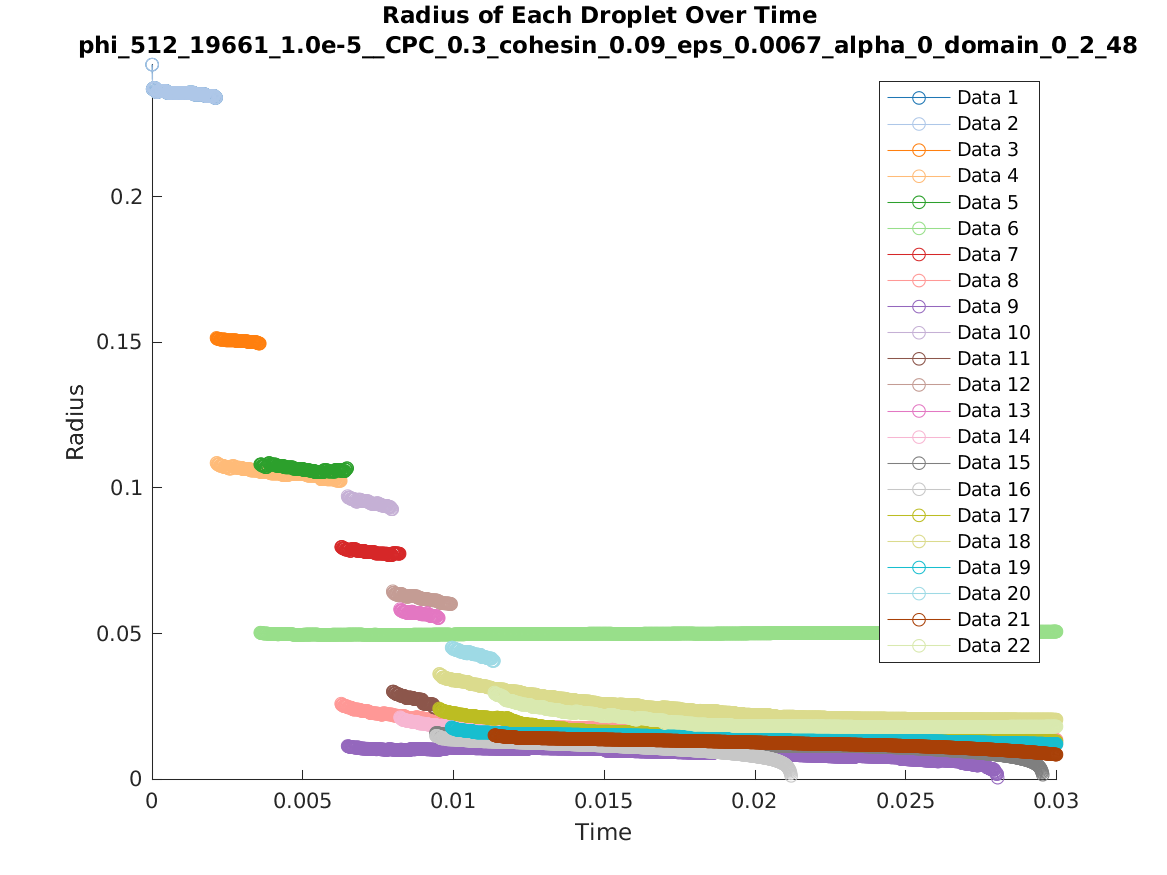 Radius of Each Droplet Over Time
phi_512_19661_1.0e-5__CPC_0.3_cohesin_0.09_eps_0.0067_alpha_0_domain_0_2_48
Data 1
Data 2
Data 3
Data 4
Data 5
Data 6
Data 7
Data 8
Data 9
Data 10
Data 11
Data 12
Data 13
Data 14
Data 15
Data 16
Data 17
Data 18
Data 19
Data 20
Data 21
Data 22
0.2
0.15
0.1
0.05
0
Radius
0 0.005 0.01 0.015 0.02 0.025 0.03
Time